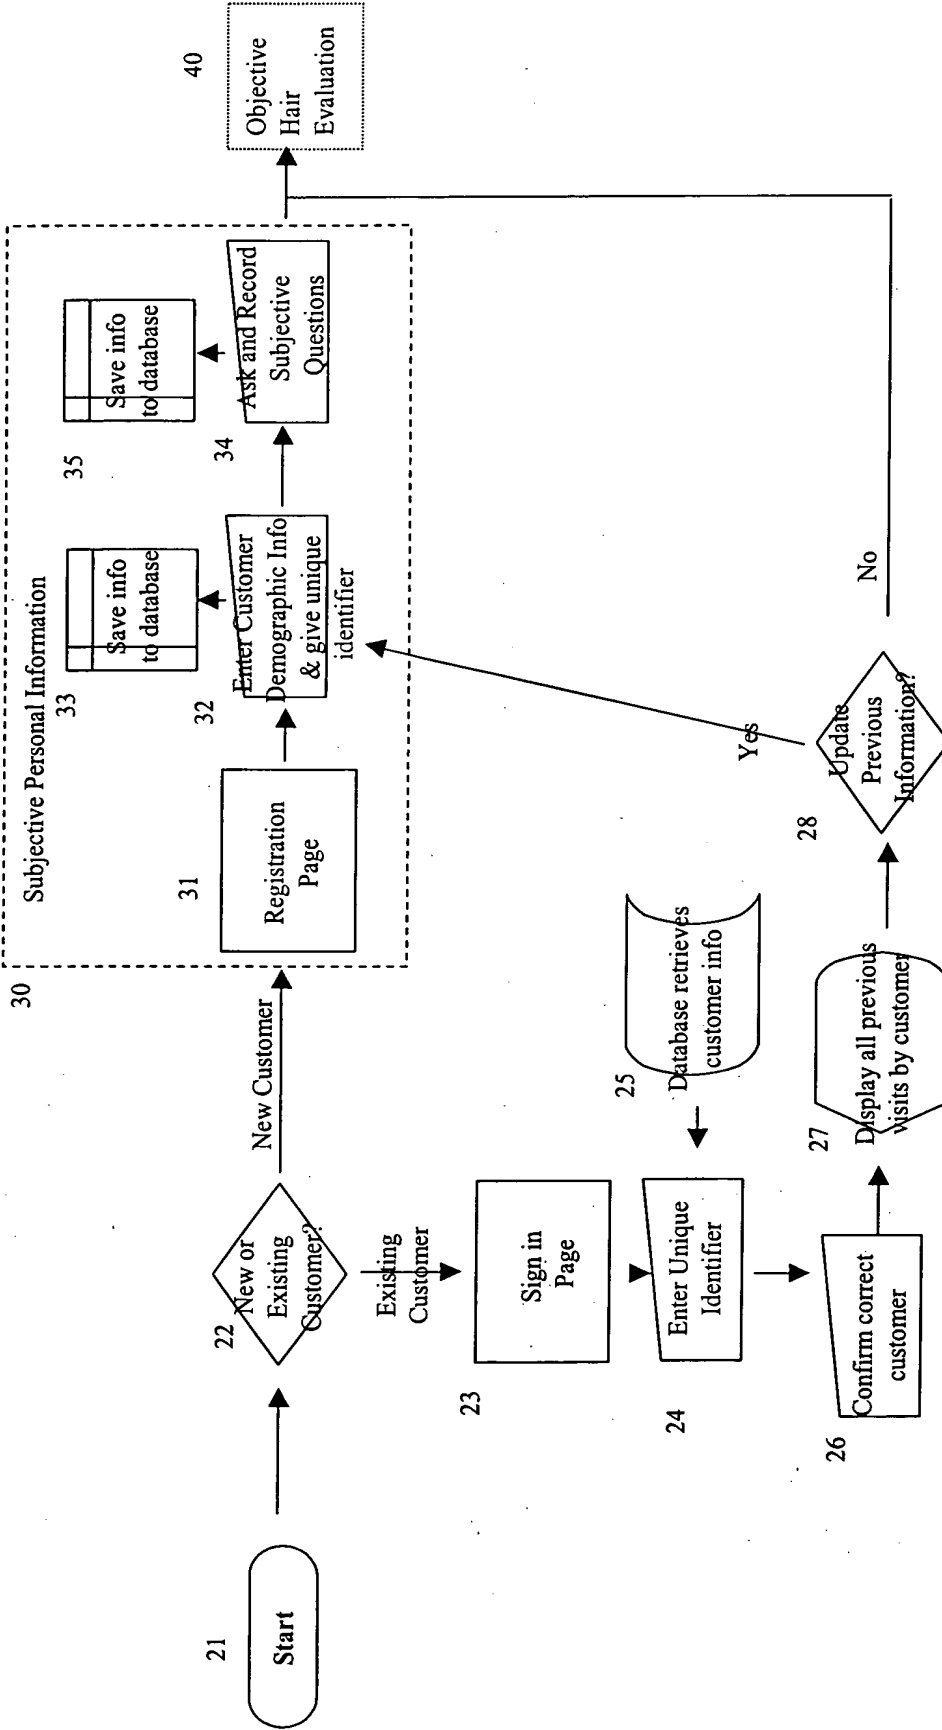 21
Start
22
New or
Existing
Customer?
New Customer
Existing
Customer
30
Subjective Personal Information
31
Registration
Page
32
Enter Customer
Demographic Info
& give unique
identifier
33
Save info
to database
34
Ask and Record
Subjective
Questions
35
Save info
to database
40
Objective
Hair
Evaluation
23
Sign in
Page
24
Enter Unique
Identifier
25
Database retrieves
customer info
26
Confirm correct
customer
27
Display all previous
visits by customer
28
Update
Previous
Information?
Yes
No